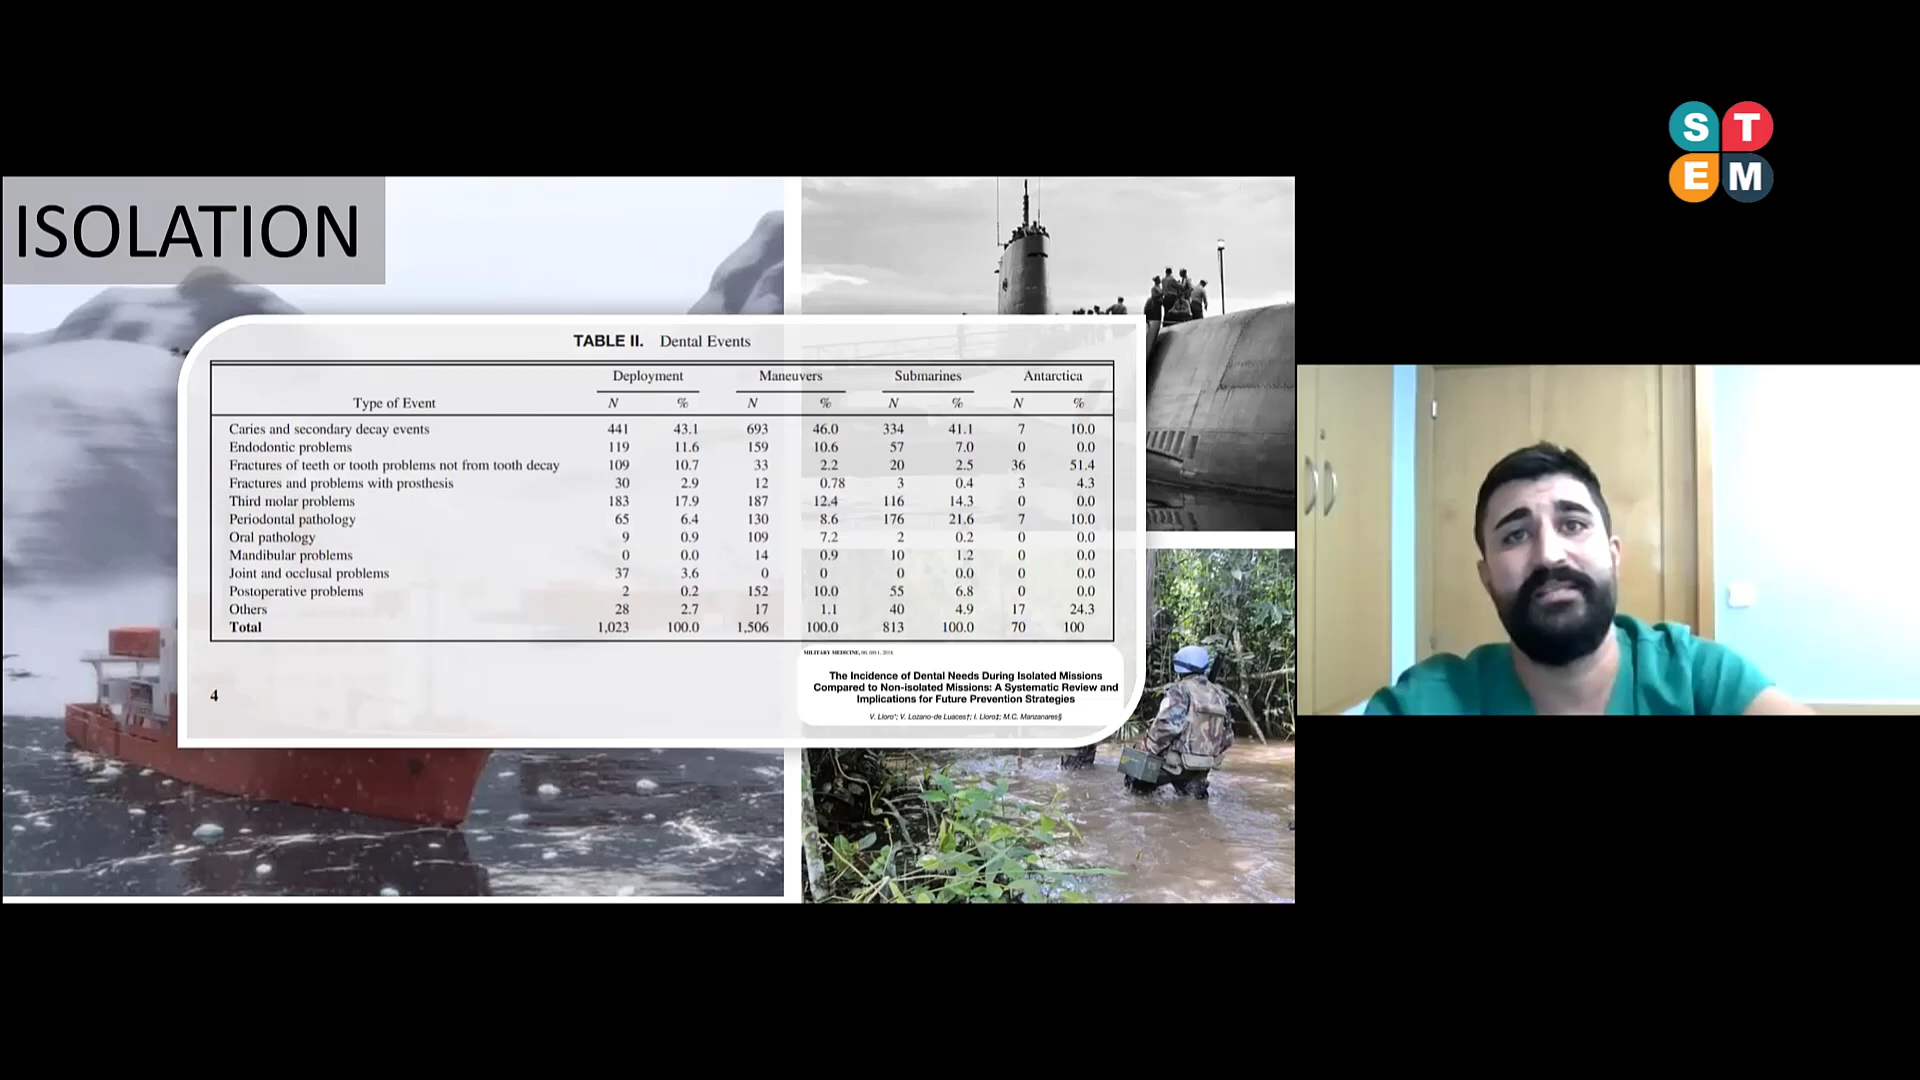 ISOLATION
S T
E M
TABLE II. Dental Events
Deployment Maneuvers Submarines Antarctica
Type of Event N % N % N % N %
Caries and secondary decay events 441 43.1 693 46.0 334 41.1 7 10.0
Endodontic problems 119 11.6 159 10.6 57 7.0 0 0.0
Fractures of teeth or tooth problems not from tooth decay 109 10.7 33 2.2 20 2.5 36 51.4
Fractures and problems with prosthesis 30 2.9 12 0.78 3 0.4 3 4.3
Third molar problems 183 17.9 187 12.4 116 14.3 0 0.0
Periodontal pathology 65 6.4 130 8.6 176 21.6 7 10.0
Oral pathology 9 0.9 109 7.2 2 0.2 0 0.0
Mandibular problems 0 0.0 14 0.9 10 1.2 0 0.0
Joint and occlusal problems 37 3.6 0 0 0 0.0 0 0.0
Postoperative problems 2 0.2 152 10.0 55 6.8 0 0.0
Others 28 2.7 17 1.1 40 4.9 17 24.3
Total 1,023 100.0 1,506 100.0 813 100.0 70 100
MILITARY MEDICINE,
The Incidence of Dental Needs During Isolated Missions
Compared to Non-isolated Missions: A Systematic Review and
Implications for Future Prevention Strategies
V. Lloro*; V. Lozano-de Luaces†; I. Lloro‡; M.C. Manzanares§
4